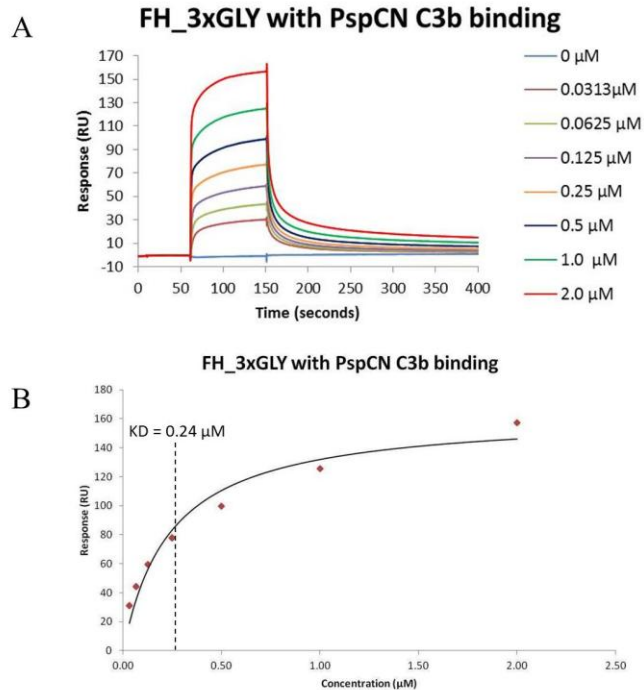 A
FH_3xGLY with PspCN C3b binding
Response (RU)
170
150
130
110
90
70
50
30
10
-10
0 50 100 150 200 250 300 350 400
Time (seconds)
0 µM
0.0313µM
0.0625 µM
0.125 µM
0.25 µM
0.5 µM
1.0 µM
2.0 µM
B
FH_3xGLY with PspCN C3b binding
KD = 0.24 µM
Response (RU)
180
160
140
120
100
80
60
40
20
0
0.00 0.50 1.00 1.50 2.00 2.50
Concentration (µM)